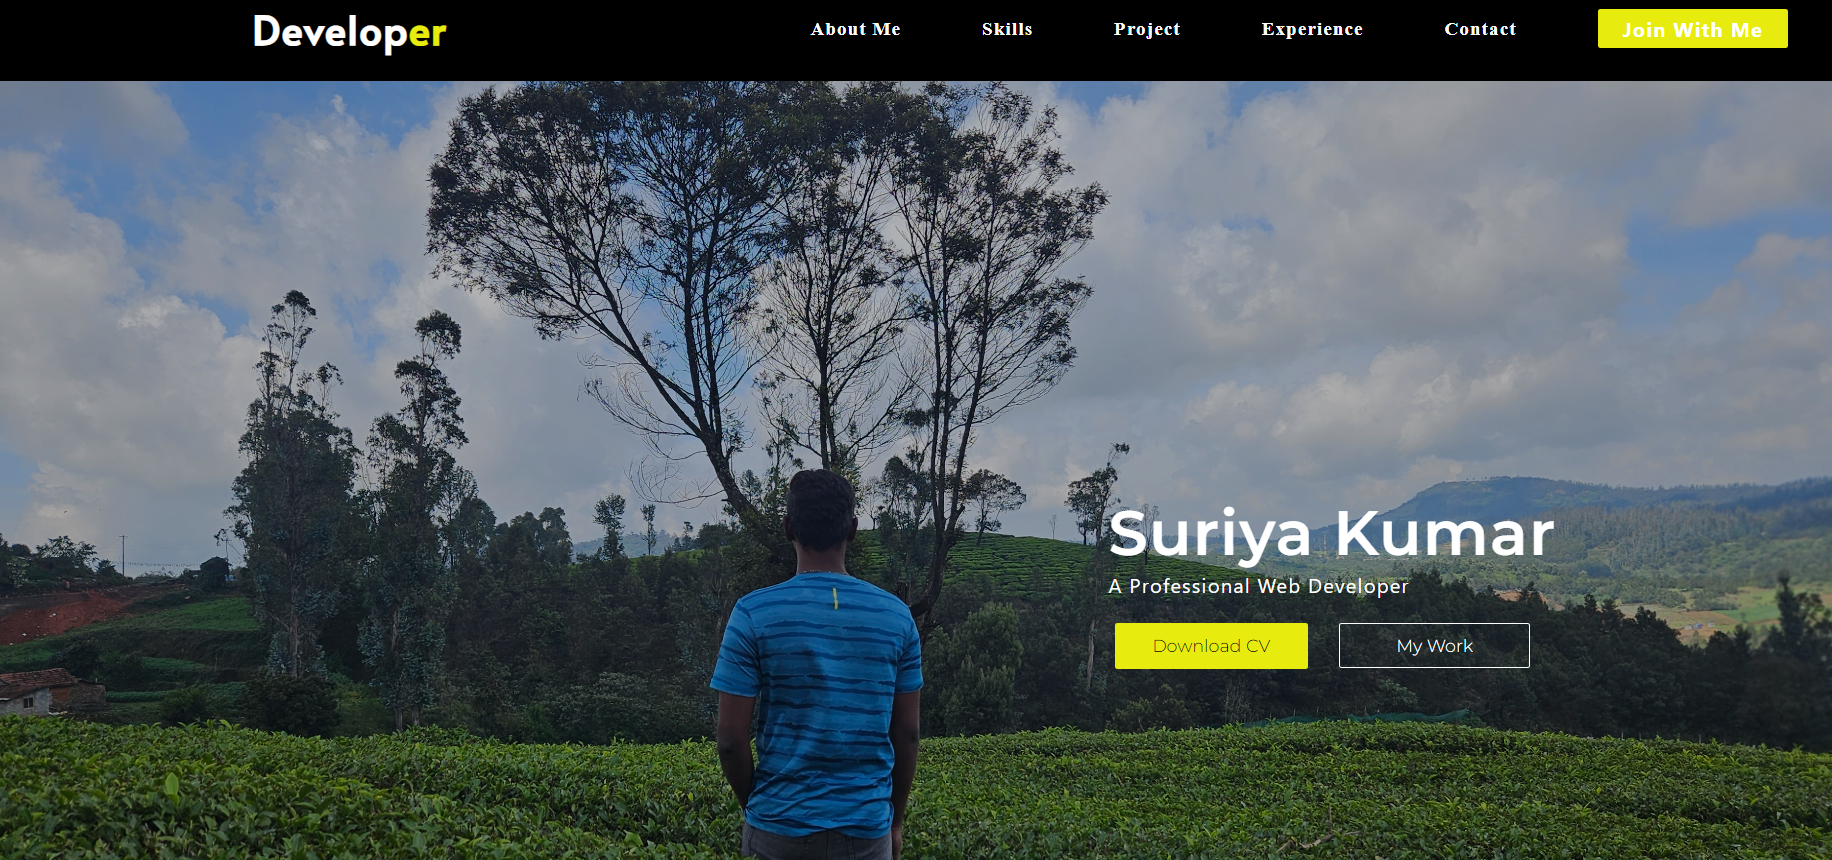 Developer
About Me
Skills
Project
Experience
Contact
Join With Me
Suriya Kumar
A Professional Web Developer
Download CV
My Work